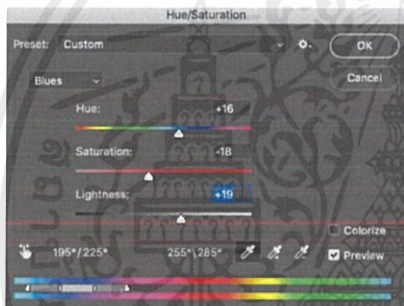 Hue/Saturation
Preset: Custom
OK
Blues
Cancel
Hue: +16
Saturation: -18
Lightness: +19
Colorize
195°/225° 255°\285° Preview